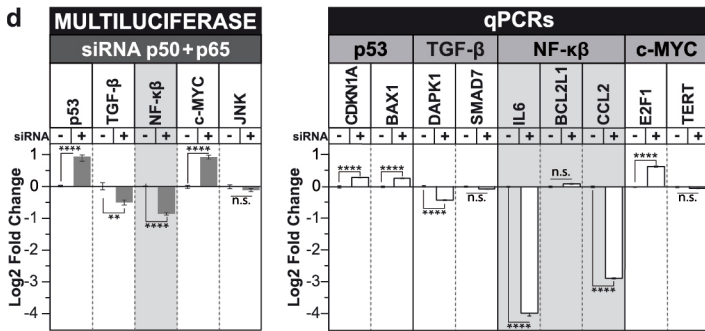 d
MULTILUCIFERASE
siRNA p50+p65
p53
TGF-β
NF-κβ
c-MYC
JNK
siRNA - + - + - + - + - +
Log2 Fold Change
1
0
-1
-2
-3
-4
****
**
****
****
n.s.
qPCRs
p53 TGF-β NF-κβ c-MYC
CDKN1A
BAX1
DAPK1
SMAD7
IL6
BCL2L1
CCL2
E2F1
TERT
siRNA - + - + - + - + - + - + - + - + - +
Log2 Fold Change
1
0
-1
-2
-3
-4
****
****
****
n.s.
****
n.s.
****
****
n.s.